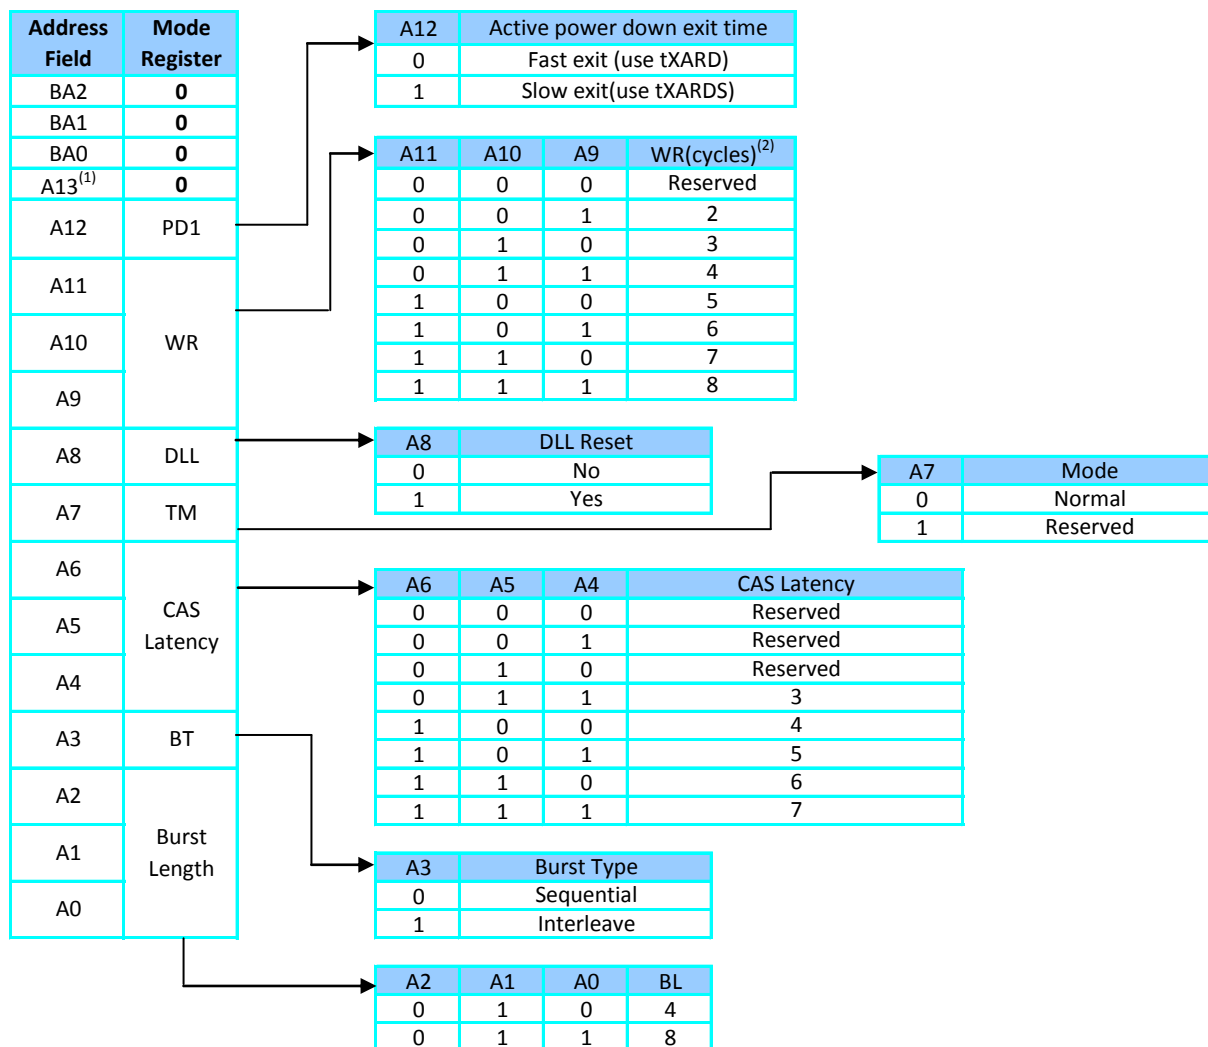 Address Field Mode Register
BA2 0
BA1 0
BA0 0
A13(1) 0
A12 PD1
A11
A10 WR
A9
A8 DLL
A7 TM
A6
A5 CAS Latency
A4
A3 BT
A2
A1 Burst Length
A0
A12 Active power down exit time
0 Fast exit (use tXARD)
1 Slow exit(use tXARDS)
A11 A10 A9 WR(cycles)(2)
0 0 0 Reserved
0 0 1 2
0 1 0 3
0 1 1 4
1 0 0 5
1 0 1 6
1 1 0 7
1 1 1 8
A8 DLL Reset
0 No
1 Yes
A7 Mode
0 Normal
1 Reserved
A6 A5 A4 CAS Latency
0 0 0 Reserved
0 0 1 Reserved
0 1 0 Reserved
0 1 1 3
1 0 0 4
1 0 1 5
1 1 0 6
1 1 1 7
A3 Burst Type
0 Sequential
1 Interleave
A2 A1 A0 BL
0 1 0 4
0 1 1 8